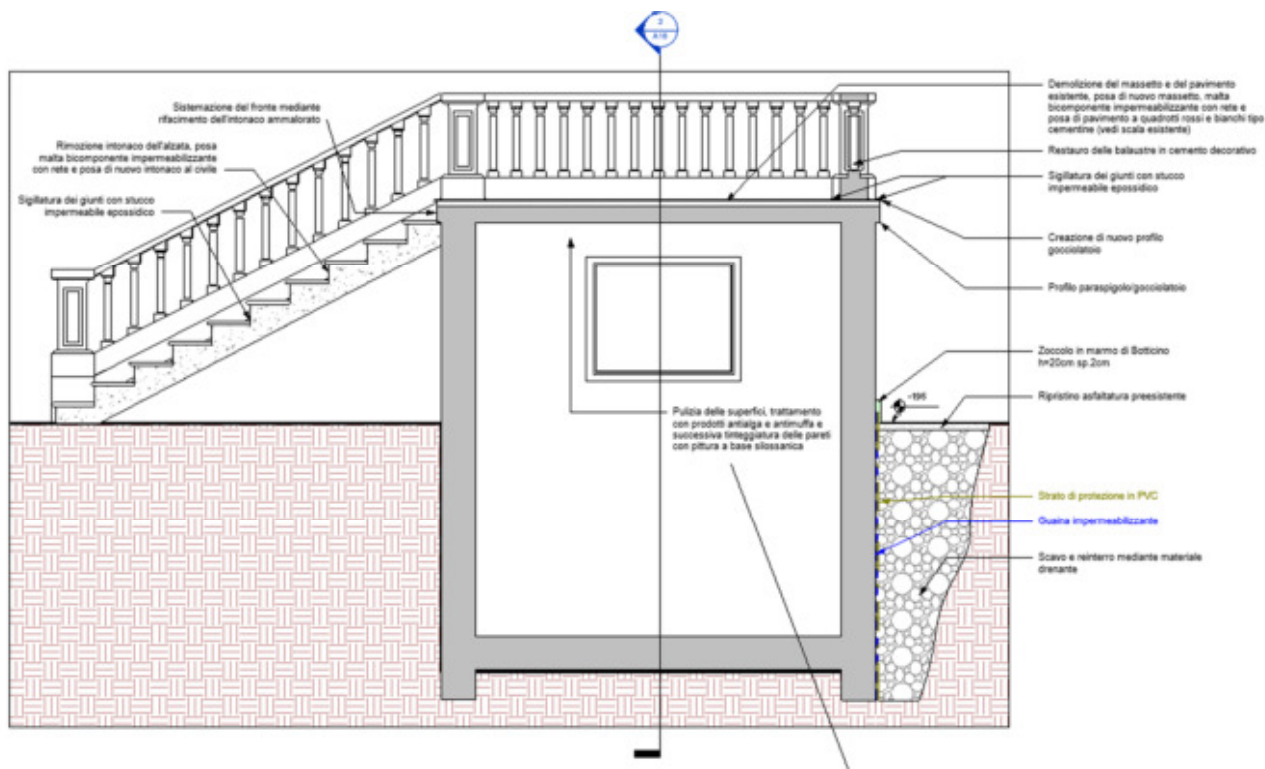 3
A16
Sistemazione del fronte mediante
rifacimento dell'intonaco ammalorato
Rimozione intonaco dell'alzata, posa
malta bicomponente impermeabilizzante
con rete e posa di nuovo intonaco al civile
Sigillatura dei giunti con stucco
impermeabile epossidico
Demolizione del massetto e del pavimento
esistente, posa di nuovo massetto, malta
bicomponente impermeabilizzante con rete e
posa di pavimento a quadrotti rossi e bianchi tipo
cementine (vedi scala esistente)
Restauro delle balaustre in cemento decorativo
Sigillatura dei giunti con stucco
impermeabile epossidico
Creazione di nuovo profilo
gocciolatoio
Profilo paraspigolo/gocciolatoio
Zoccolo in marmo di Botticino
h=20cm sp.2cm
-195
Ripristino asfaltatura preesistente
Pulizia delle superfici, trattamento
con prodotti antialga e antimuffa e
successiva tinteggiatura delle pareti
con pittura a base silossanica
Strato di protezione in PVC
Guaina impermeabilizzante
Scavo e reinterro mediante materiale
drenante